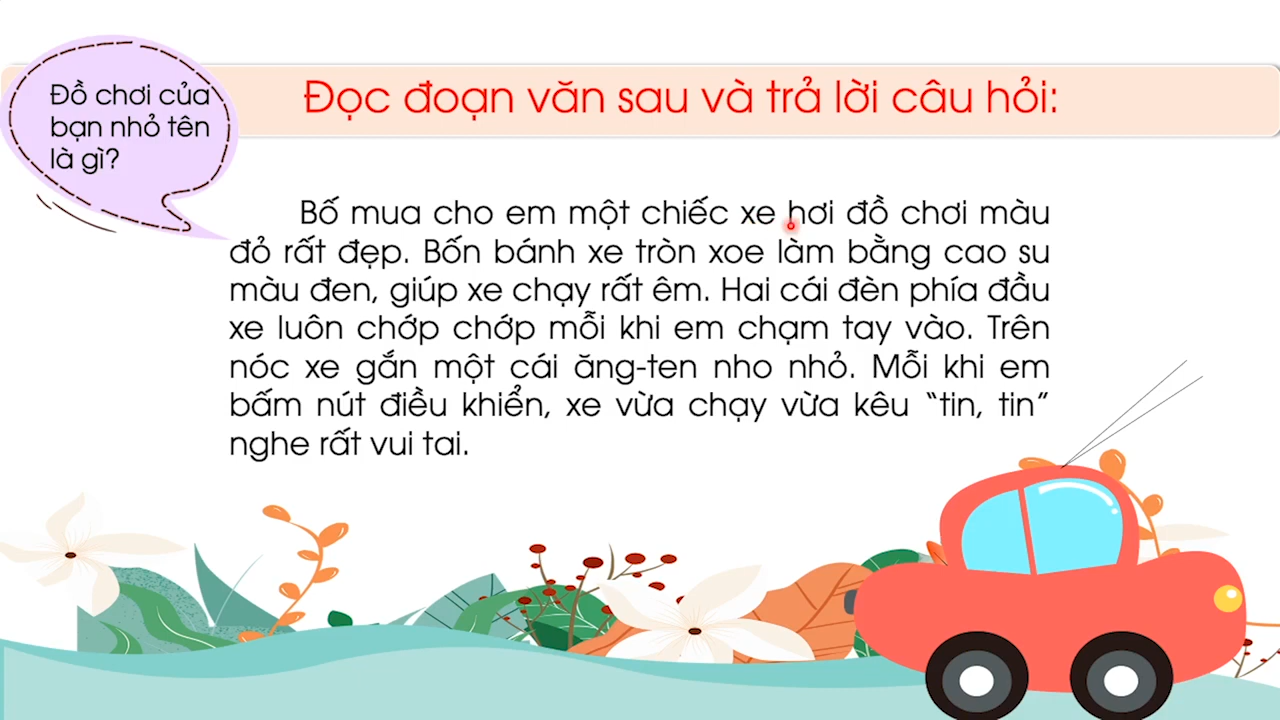 Đọc đoạn văn sau và trả lời câu hỏi:
Đồ chơi của
bạn nhỏ tên
là gì?
Bố mua cho em một chiếc xe hơi đồ chơi màu
đỏ rất đẹp. Bốn bánh xe tròn xoe làm bằng cao su
màu đen, giúp xe chạy rất êm. Hai cái đèn phía đầu
xe luôn chớp chớp mỗi khi em chạm tay vào. Trên
nóc xe gắn một cái ăng-ten nho nhỏ. Mỗi khi em
bấm nút điều khiển, xe vừa chạy vừa kêu “tin, tin”
nghe rất vui tai.